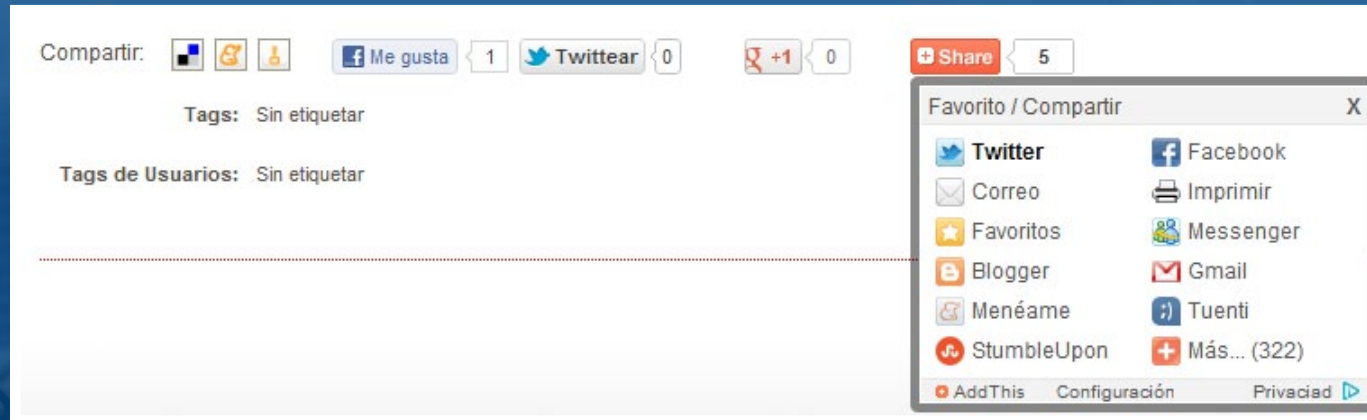 Compartir: Me gusta 1 Twittear 0 g +1 0 Share 5
Tags: Sin etiquetar
Tags de Usuarios: Sin etiquetar
Favorito / Compartir X
Twitter Facebook
Correo Imprimir
Favoritos Messenger
Blogger Gmail
Menéame Tuenti
StumbleUpon Más... (322)
AddThis Configuración Privacidad